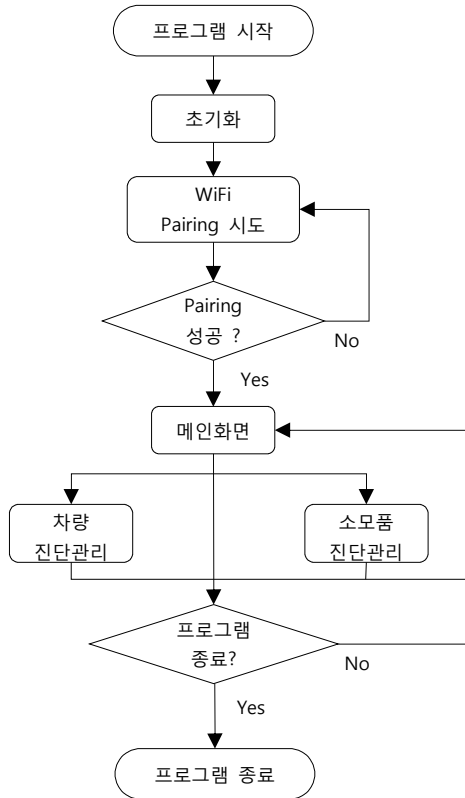 프로그램 시작
초기화
WiFi
Pairing 시도
Pairing
성공 ?
No
Yes
메인화면
차량
진단관리
소모품
진단관리
프로그램
종료?
No
Yes
프로그램 종료